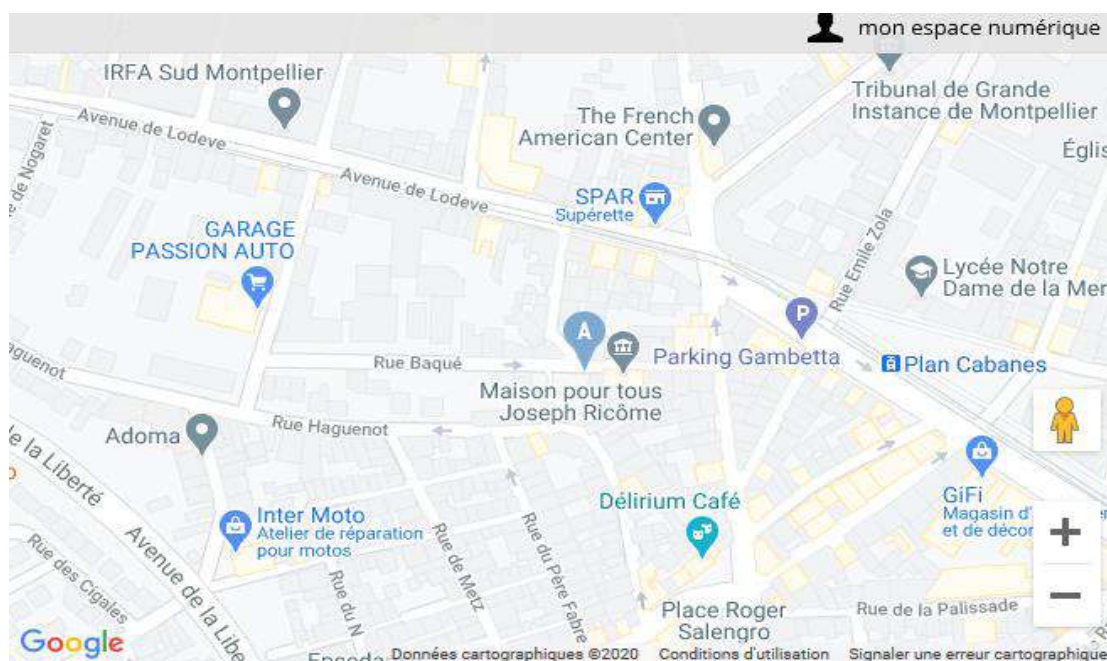 mon espace numérique
IRFA Sud Montpellier
Tribunal de Grande
Instance de Montpellier
The French
American Center
Avenue de Lodeve
Églis
Avenue de Lodeve
de Nogaret
SPAR
Supérette
GARAGE
PASSION AUTO
Rue Emile Zola
Lycée Notre
Dame de la Mer
A
P
Rue Baqué
Parking Gambetta
Plan Cabanes
aguenot
Maison pour tous
Joseph Ricôme
Rue Haguenot
Adoma
de la Liberté
Délirium Café
GiFi
Magasin d'
et de décor
Inter Moto
Atelier de réparation
pour motos
Rue de Metz
Rue du Père Fabre
Rue des Cigales
Avenue de la Libe
Rue du N
+
−
Place Roger
Salengro
Rue de la Palissade
Google
Données cartographiques ©2020 Conditions d'utilisation Signaler une erreur cartographique